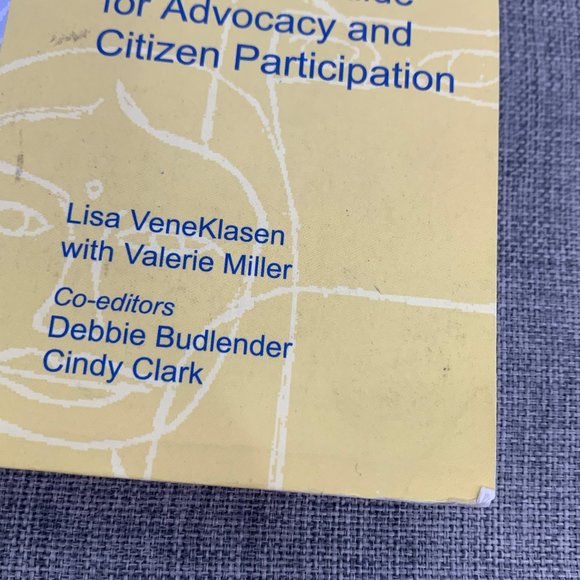 for Advocacy and
Citizen Participation
Lisa VeneKlasen
with Valerie Miller
Co-editors
Debbie Budlender
Cindy Clark